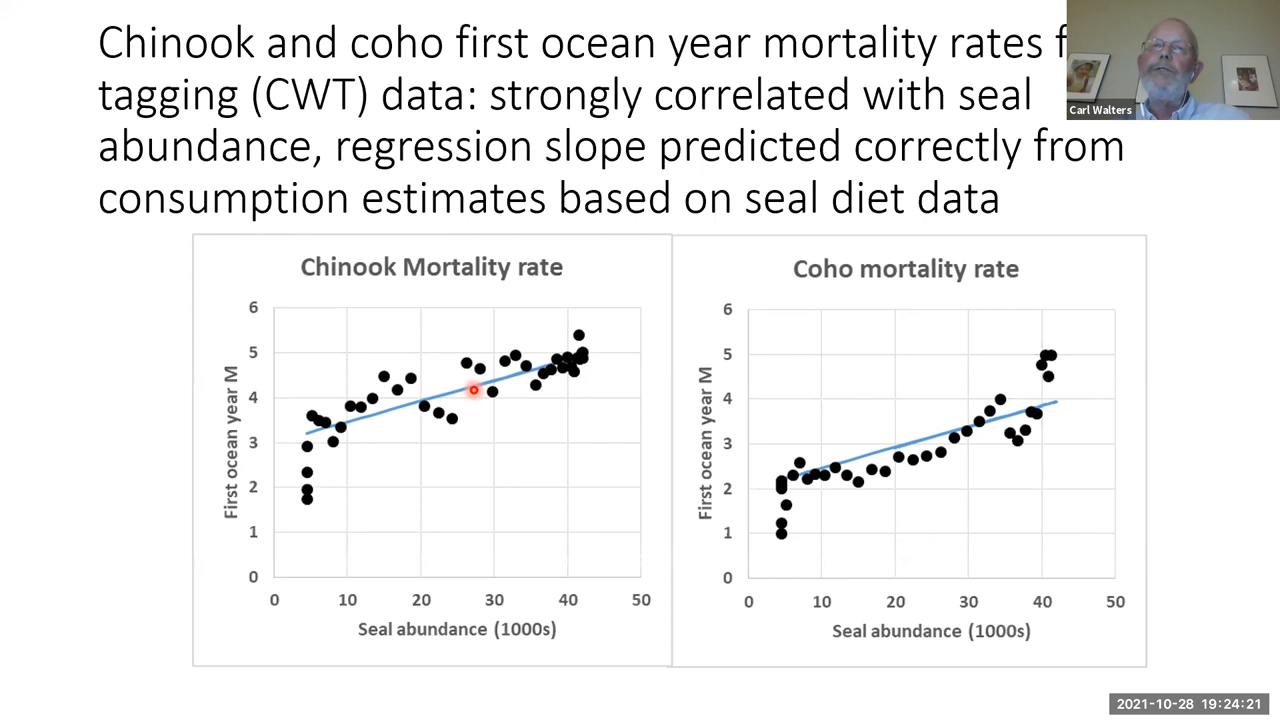 Chinook and coho first ocean year mortality rates
tagging (CWT) data: strongly correlated with seal
abundance, regression slope predicted correctly from
consumption estimates based on seal diet data
Carl Walters
Chinook Mortality rate
First ocean year M
6
5
4
3
2
1
0
0 10 20 30 40 50
Seal abundance (1000s)
Coho mortality rate
First ocean year M
6
5
4
3
2
1
0
0 10 20 30 40 50
Seal abundance (1000s)
2021-10-28 19:24:21